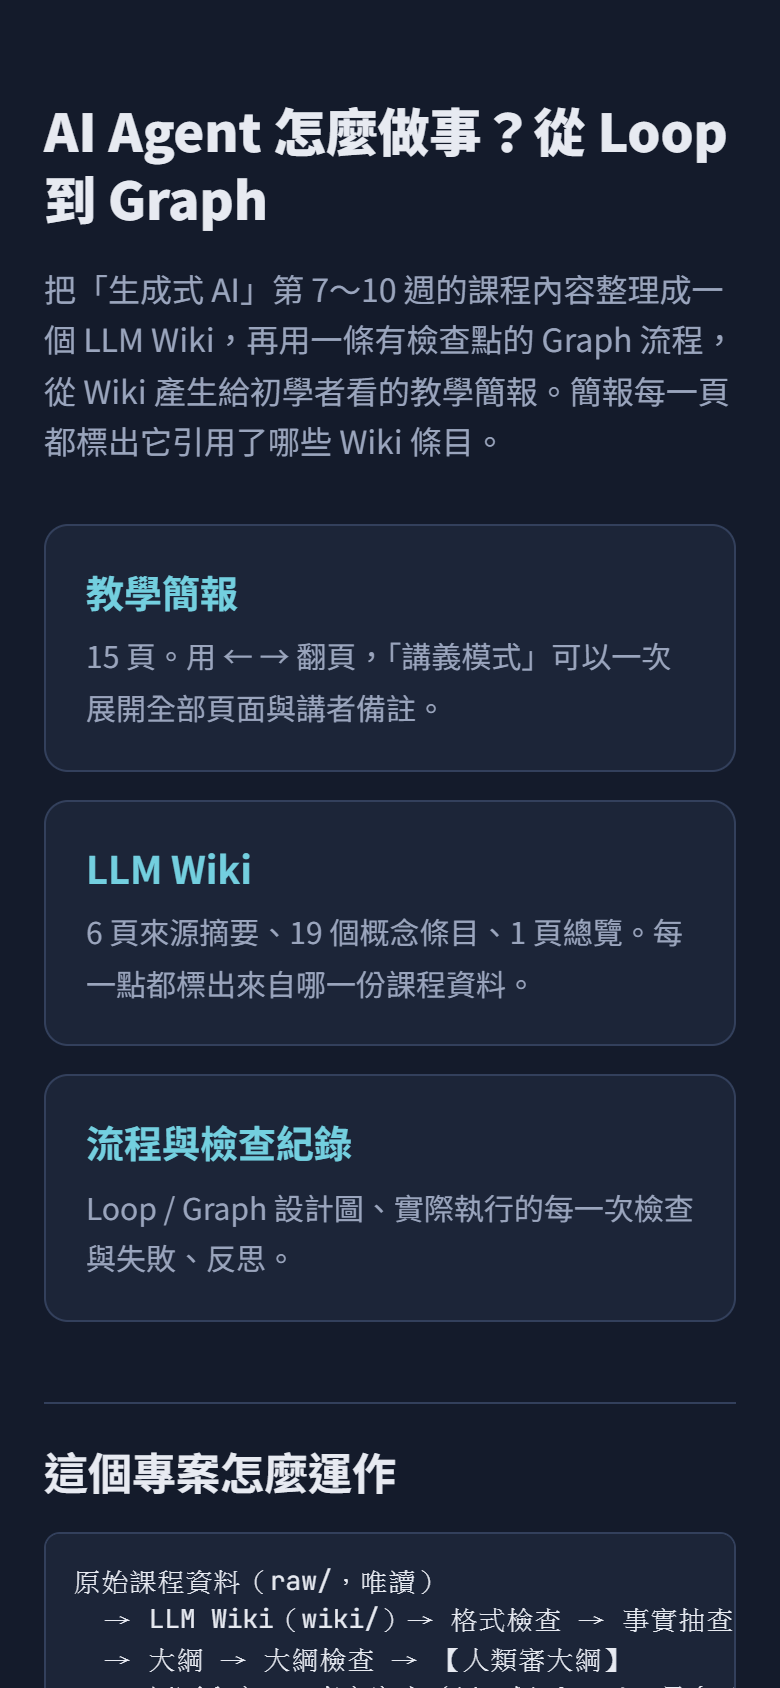 AI Agent 怎麼做事？從 Loop
到 Graph
把「生成式 AI」第 7～10 週的課程內容整理成一
個 LLM Wiki，再用一條有檢查點的 Graph 流程，
從 Wiki 產生給初學者看的教學簡報。簡報每一頁
都標出它引用了哪些 Wiki 條目。
教學簡報
15 頁。用 ← → 翻頁，「講義模式」可以一次
展開全部頁面與講者備註。
LLM Wiki
6 頁來源摘要、19 個概念條目、1 頁總覽。每
一點都標出來自哪一份課程資料。
流程與檢查紀錄
Loop / Graph 設計圖、實際執行的每一次檢查
與失敗、反思。
這個專案怎麼運作
原始課程資料（raw/，唯讀）
→ LLM Wiki（wiki/）→ 格式檢查 → 事實抽查
→ 大綱 → 大綱檢查 → 【人類審大綱】